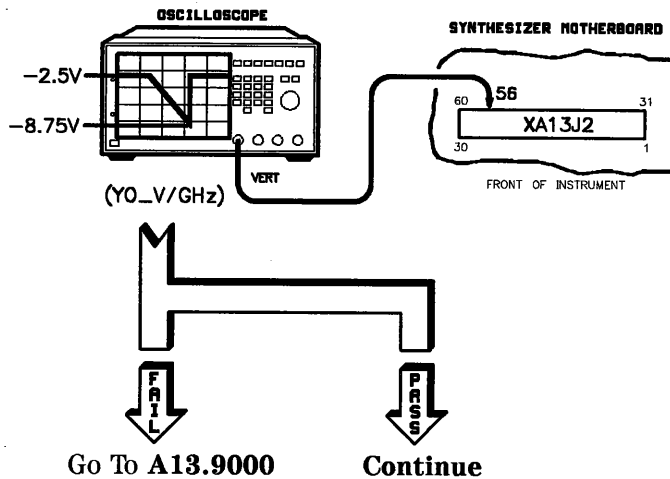 OSCILLOSCOPE
SYNTHESIZER MOTHERBOARD
-2.5V
-8.75V
56
60
31
XA13J2
30
1
VERT
FRONT OF INSTRUMENT
(YO_V/GHz)
FAIL
PASS
Go To A13.9000
Continue